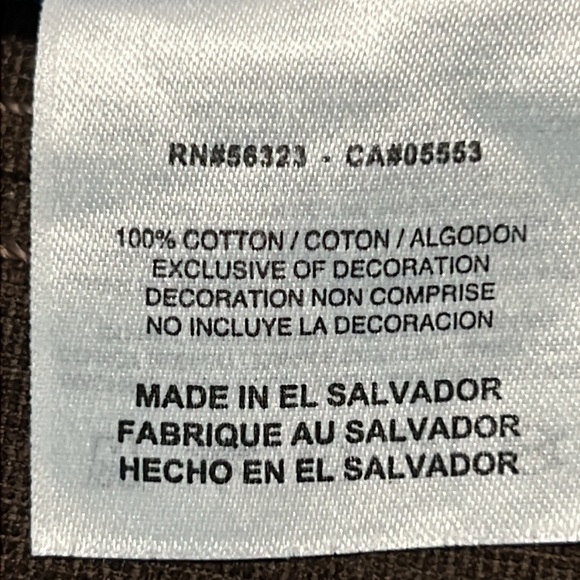 RN#56323 - CA#05553
100% COTTON / COTON / ALGODON
EXCLUSIVE OF DECORATION
DECORATION NON COMPRISE
NO INCLUYE LA DECORACION
MADE IN EL SALVADOR
FABRIQUE AU SALVADOR
HECHO EN EL SALVADOR